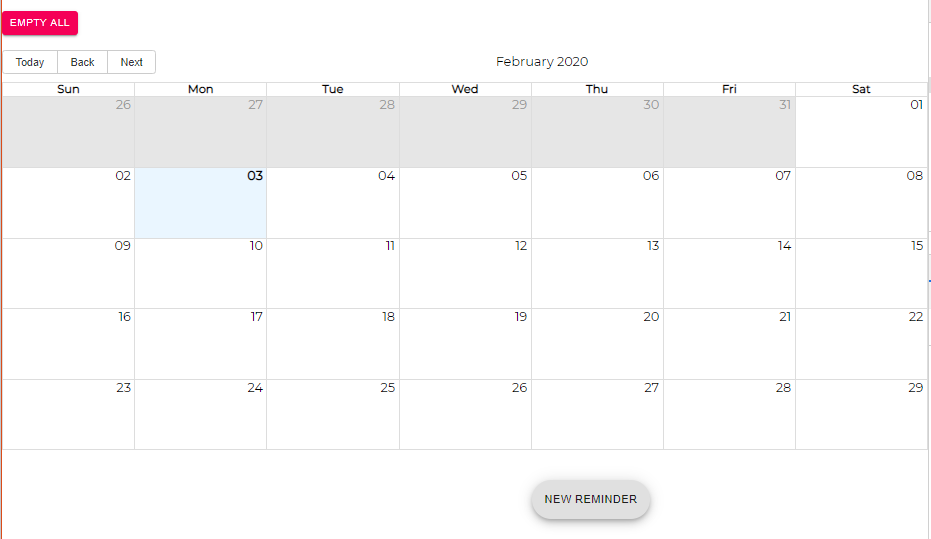 EMPTY ALL
Today Back Next February 2020
Sun Mon Tue Wed Thu Fri Sat
26 27 28 29 30 31 01
02 03 04 05 06 07 08
09 10 11 12 13 14 15
16 17 18 19 20 21 22
23 24 25 26 27 28 29
NEW REMINDER